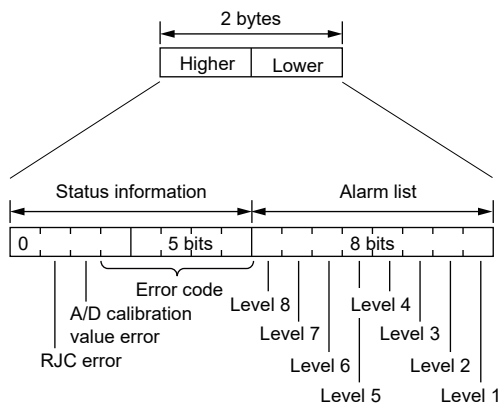 2 bytes
Higher Lower
Status information Alarm list
0 5 bits 8 bits
Error code
A/D calibration
value error
RJC error
Level 8
Level 7
Level 6
Level 5
Level 4
Level 3
Level 2
Level 1